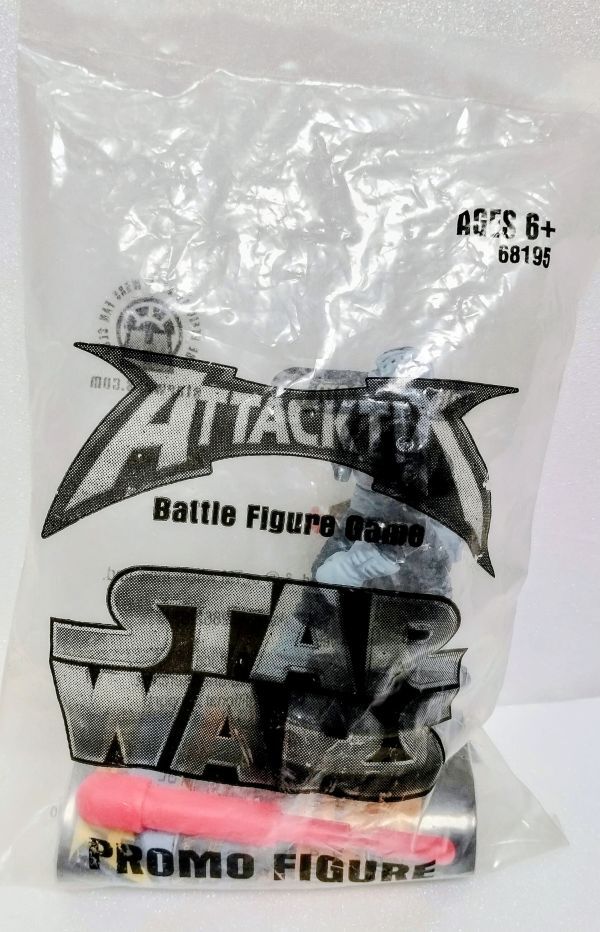 AGES 6+
68195
ATTACKTIX
Battle Figure Game
STAR
WARS
PROMO FIGURE